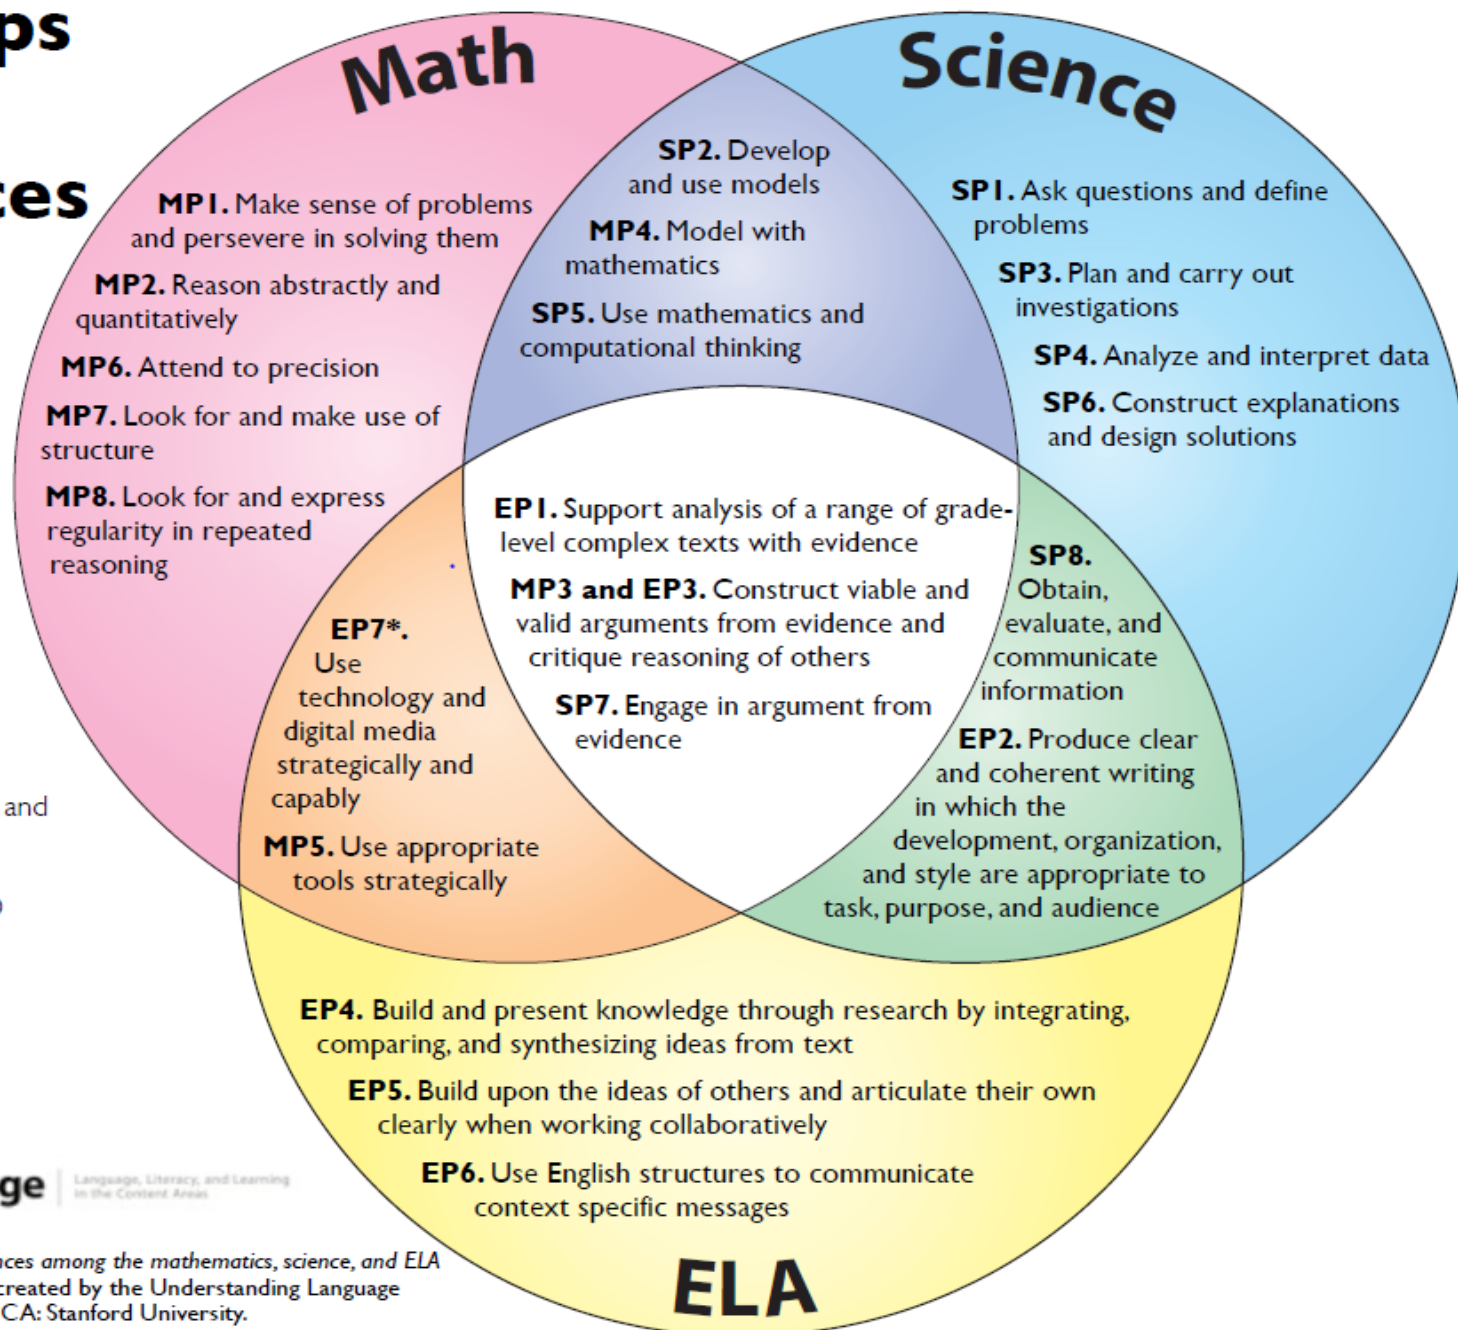 ps
ces
Math
MP1. Make sense of problems
and persevere in solving them
MP2. Reason abstractly and
quantitatively
MP6. Attend to precision
MP7. Look for and make use of
structure
MP8. Look for and express
regularity in repeated
reasoning
SP2. Develop
and use models
MP4. Model with
mathematics
SP5. Use mathematics and
computational thinking
Science
SP1. Ask questions and define
problems
SP3. Plan and carry out
investigations
SP4. Analyze and interpret data
SP6. Construct explanations
and design solutions
EP1. Support analysis of a range of grade-
level complex texts with evidence
MP3 and EP3. Construct viable and
valid arguments from evidence and
critique reasoning of others
SP7. Engage in argument from
evidence
EP7*.
Use
technology and
digital media
strategically and
capably
MP5. Use appropriate
tools strategically
SP8.
Obtain,
evaluate, and
communicate
information
EP2. Produce clear
and coherent writing
in which the
development, organization,
and style are appropriate to
task, purpose, and audience
and
EP4. Build and present knowledge through research by integrating,
comparing, and synthesizing ideas from text
EP5. Build upon the ideas of others and articulate their own
clearly when working collaboratively
EP6. Use English structures to communicate
context specific messages
ELA
ge
Language, Literacy, and Learning
in the Content Areas
nces among the mathematics, science, and ELA
created by the Understanding Language
CA: Stanford University.